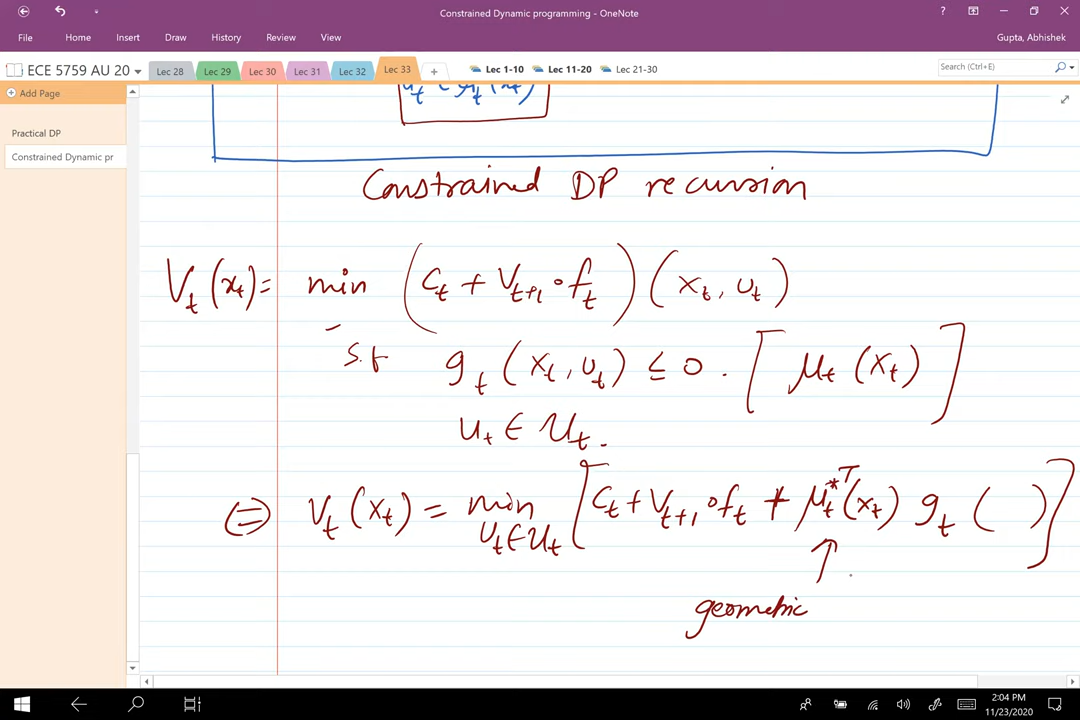 Constrained Dynamic programming - OneNote
File Home Insert Draw History Review View
Gupta, Abhishek
ECE 5759 AU 20
Lec 28 Lec 29 Lec 30 Lec 31 Lec 32 Lec 33
Lec 1-10 Lec 11-20 Lec 21-30
Search (Ctrl+E)
Add Page
Practical DP
Constrained Dynamic pr
Constrained DP recursion
V_t(x_t) = min (c_t + V_{t+1} ∘ f_t)(x_t, u_t)
s.t g_t(x_t, u_t) ≤ 0. [μ_t(x_t)]
u_t ∈ U_t.
⇔ V_t(x_t) = min_{u_t ∈ U_t} [c_t + V_{t+1} ∘ f_t + μ_t^{*T}(x_t) g_t( )]
↑
geometric
2:04 PM
11/23/2020